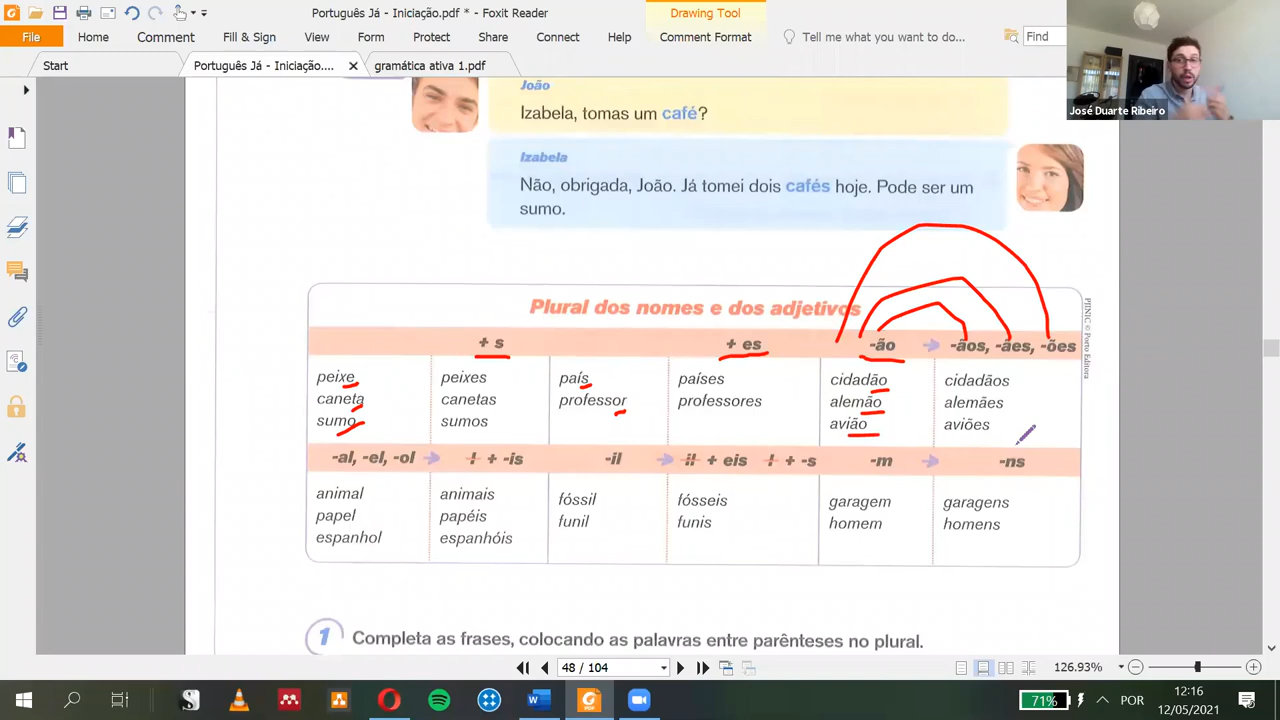 Português Já - Iniciação.pdf * - Foxit Reader
Drawing Tool
File Home Comment Fill & Sign View Form Protect Share Connect Help Comment Format Tell me what you want to do... Find
Start Português Já - Iniciação.... gramática ativa 1.pdf
José Duarte Ribeiro
João
Izabela, tomas um café?
Izabela
Não, obrigada, João. Já tomei dois cafés hoje. Pode ser um
sumo.
Plural dos nomes e dos adjetivos
+ s + es -ão -ãos, -ães, -ões
peixe peixes país países cidadão cidadãos
caneta canetas professor professores alemão alemães
sumo sumos avião aviões
-al, -el, -ol -l + -is -il -il + eis -l + -s -m -ns
animal animais fóssil fósseis garagem garagens
papel papéis funil funis homem homens
espanhol espanhóis
PJINIC © Porto Editora
1 Completa as frases, colocando as palavras entre parênteses no plural.
48 / 104 126.93%
71% POR 12:16
12/05/2021